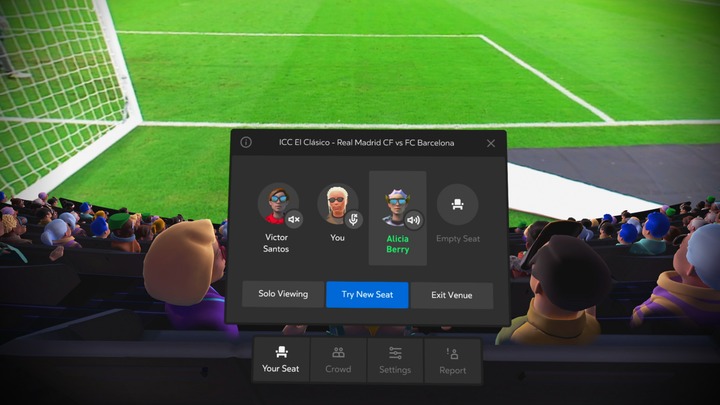 ICC El Clásico - Real Madrid CF vs FC Barcelona
Victor
Santos
You
Alicia
Berry
Empty Seat
Solo Viewing
Try New Seat
Exit Venue
Your Seat
Crowd
Settings
Report